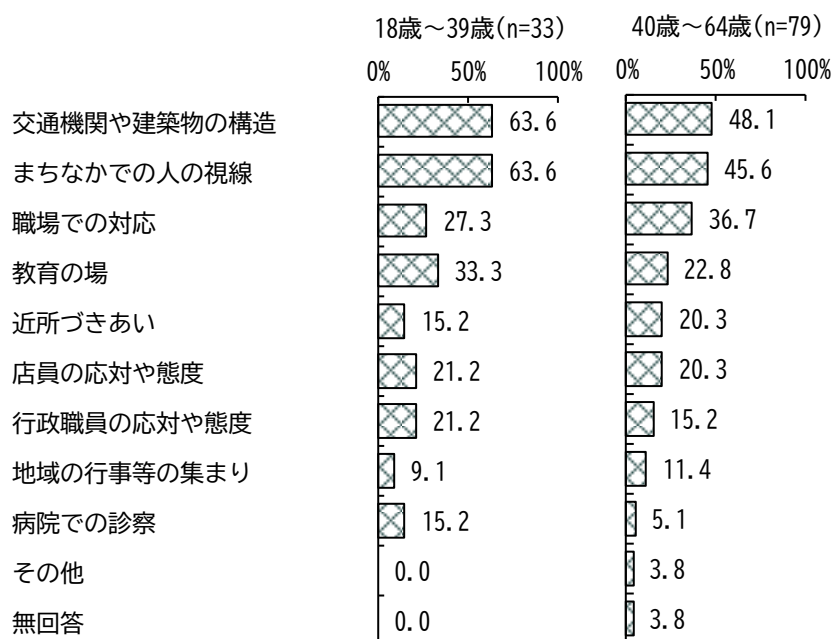 18歳～39歳(n=33) 40歳～64歳(n=79)
0% 50% 100% 0% 50% 100%
交通機関や建築物の構造 63.6 48.1
まちなかでの人の視線 63.6 45.6
職場での対応 27.3 36.7
教育の場 33.3 22.8
近所づきあい 15.2 20.3
店員の応対や態度 21.2 20.3
行政職員の応対や態度 21.2 15.2
地域の行事等の集まり 9.1 11.4
病院での診察 15.2 5.1
その他 0.0 3.8
無回答 0.0 3.8